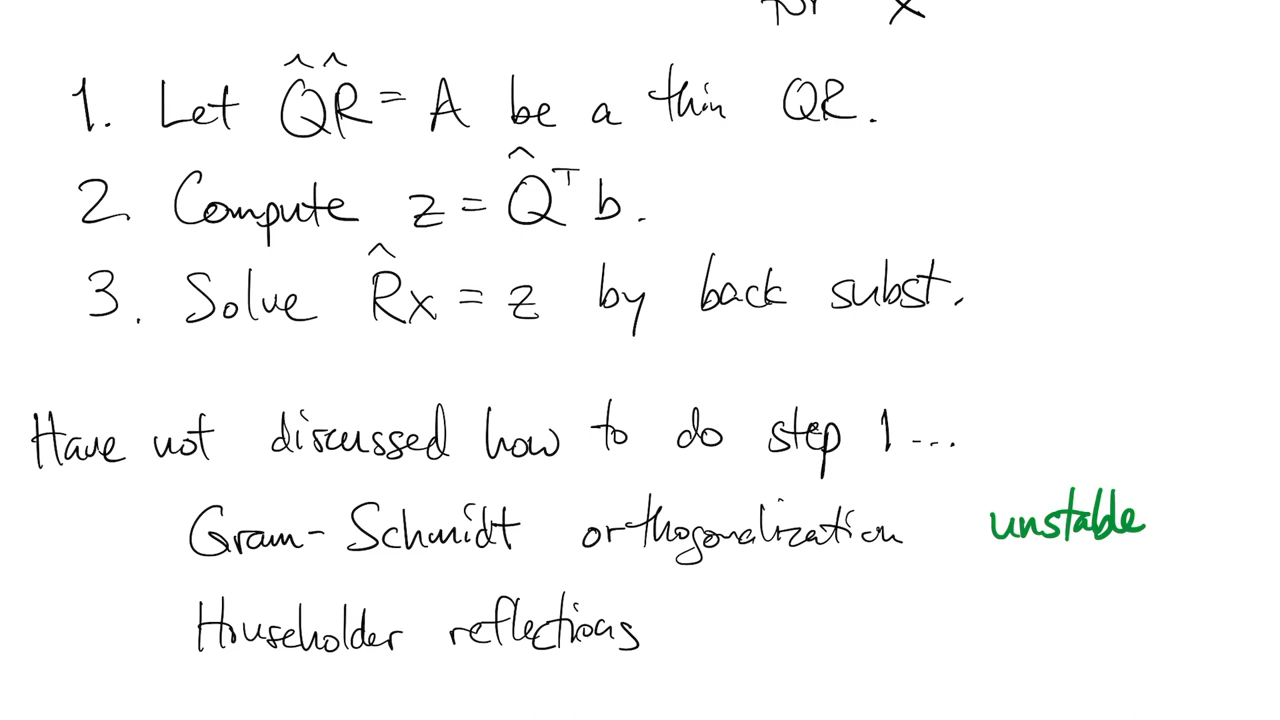 for x
1. Let Q̂R̂ = A be a thin QR.
2. Compute z = Q̂ᵀb.
3. Solve R̂x = z by back subst.
Have not discussed how to do step 1...
Gram-Schmidt orthogonalization unstable
Householder reflections